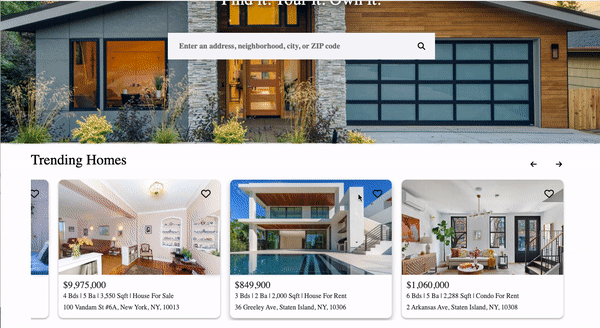 Find it. Tour it. Own it.
Enter an address, neighborhood, city, or ZIP code
Trending Homes
$9,975,000
4 Bds | 5 Ba | 3,550 Sqft | House For Sale
100 Vandam St #6A, New York, NY, 10013
$849,900
3 Bds | 2 Ba | 2,000 Sqft | House For Rent
36 Greeley Ave, Staten Island, NY, 10306
$1,060,000
6 Bds | 5 Ba | 2,288 Sqft | Condo For Rent
2 Arkansas Ave, Staten Island, NY, 10308